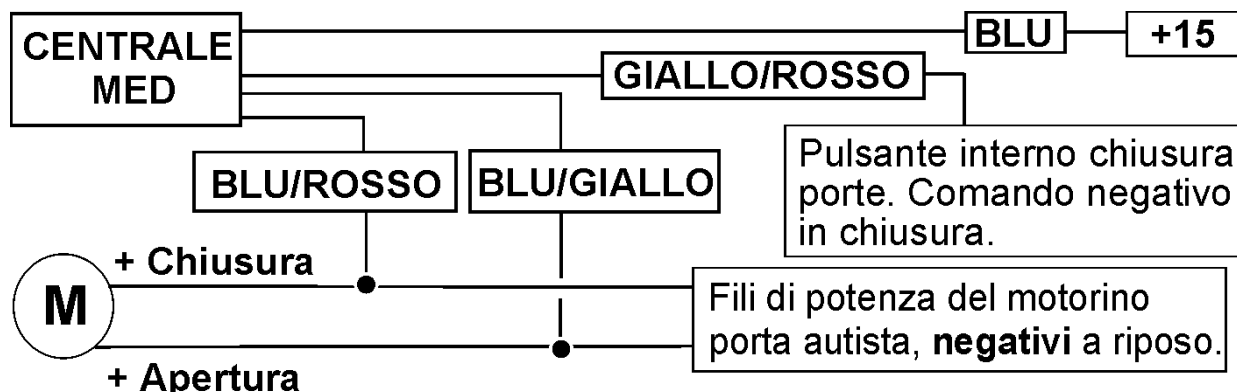 CENTRALE
MED
BLU
+15
GIALLO/ROSSO
BLU/ROSSO
BLU/GIALLO
Pulsante interno chiusura
porte. Comando negativo
in chiusura.
+ Chiusura
M
Fili di potenza del motorino
porta autista, negativi a riposo.
+ Apertura